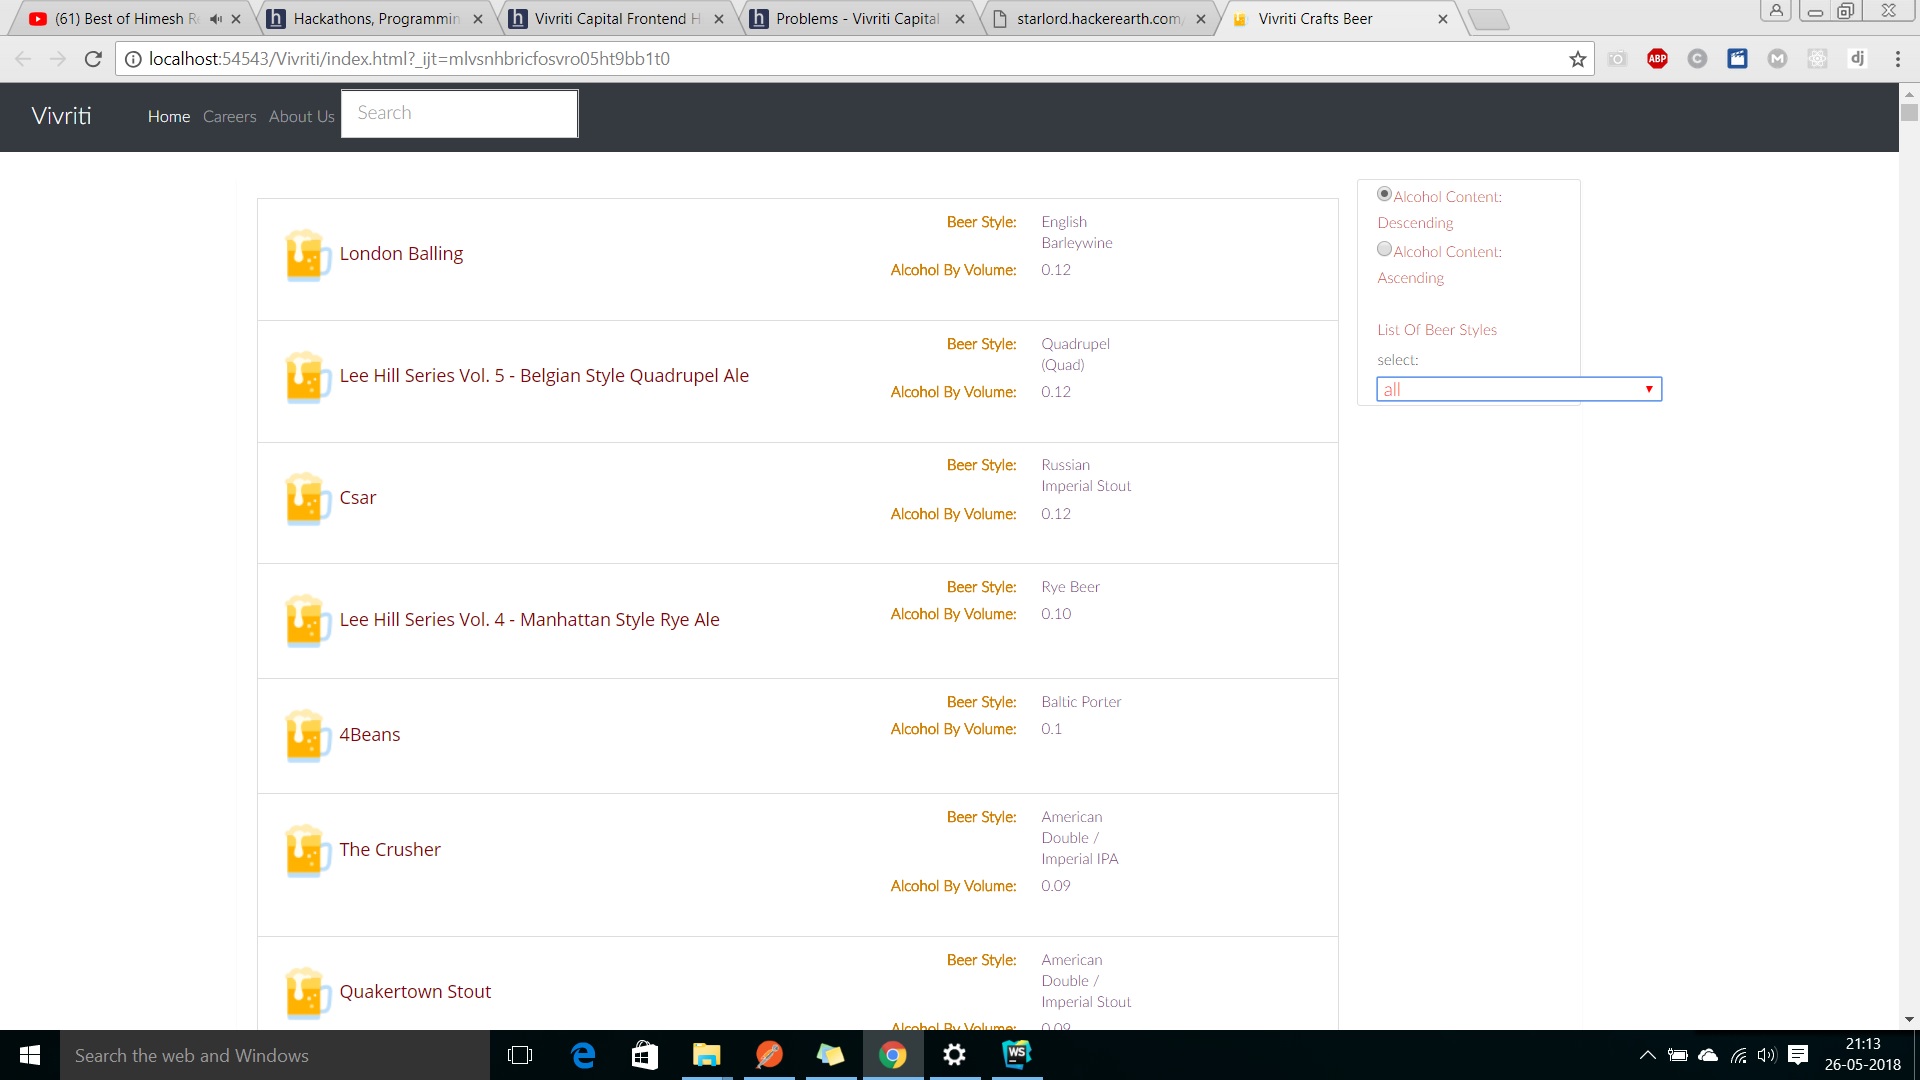 (61) Best of Himesh Re
Hackathons, Programmin
Vivriti Capital Frontend H
Problems - Vivriti Capital
starlord.hackerearth.com/
Vivriti Crafts Beer
localhost:54543/Vivriti/index.html?_ijt=mlvsnhbricfosvro05ht9bb1t0
ABP
C
M
dj
Vivriti
Home
Careers
About Us
Search
London Balling
Beer Style:
English
Barleywine
Alcohol By Volume:
0.12
Lee Hill Series Vol. 5 - Belgian Style Quadrupel Ale
Beer Style:
Quadrupel
(Quad)
Alcohol By Volume:
0.12
Csar
Beer Style:
Russian
Imperial Stout
Alcohol By Volume:
0.12
Lee Hill Series Vol. 4 - Manhattan Style Rye Ale
Beer Style:
Rye Beer
Alcohol By Volume:
0.10
4Beans
Beer Style:
Baltic Porter
Alcohol By Volume:
0.1
The Crusher
Beer Style:
American
Double /
Imperial IPA
Alcohol By Volume:
0.09
Quakertown Stout
Beer Style:
American
Double /
Imperial Stout
Alcohol By Volume:
0.09
Alcohol Content:
Descending
Alcohol Content:
Ascending
List Of Beer Styles
select:
all
Search the web and Windows
WS
21:13
26-05-2018